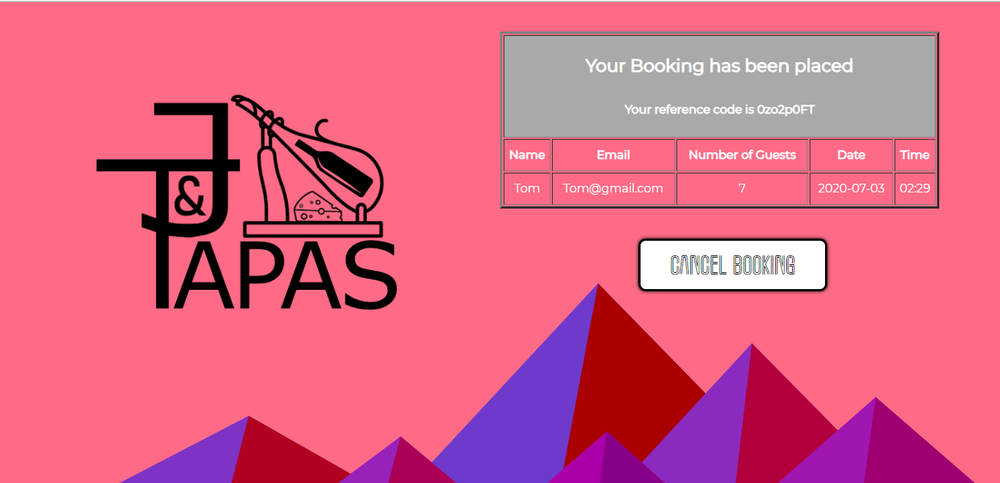 J&
TAPAS
Your Booking has been placed
Your reference code is 0zo2p0FT
Name Email Number of Guests Date Time
Tom Tom@gmail.com 7 2020-07-03 02:29
CANCEL BOOKING